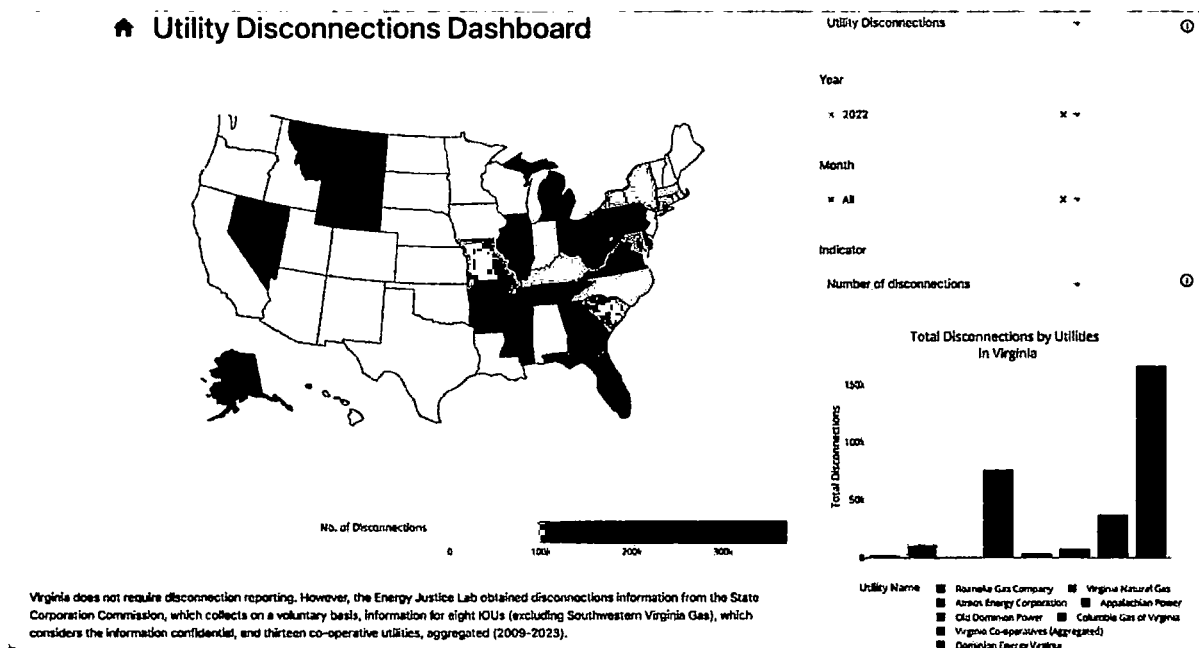 Utility Disconnections Dashboard
Utility Disconnections
Year
× 2022
Month
× All
Indicator
Number of disconnections
Total Disconnections by Utilities
in Virginia
Total Disconnections
150k
100k
50k
0
No. of Disconnections
0 100k 200k 300k
Utility Name
Roanoke Gas Company Virginia Natural Gas
Atmos Energy Corporation Appalachian Power
Old Dominion Power Columbia Gas of Virginia
Virginia Co-operatives (Aggregated)
Dominion Energy Virginia
Virginia does not require disconnection reporting. However, the Energy Justice Lab obtained disconnections information from the State
Corporation Commission, which collects on a voluntary basis, information for eight IOUs (excluding Southwestern Virginia Gas), which
considers the information confidential, and thirteen co-operative utilities, aggregated (2009-2023).